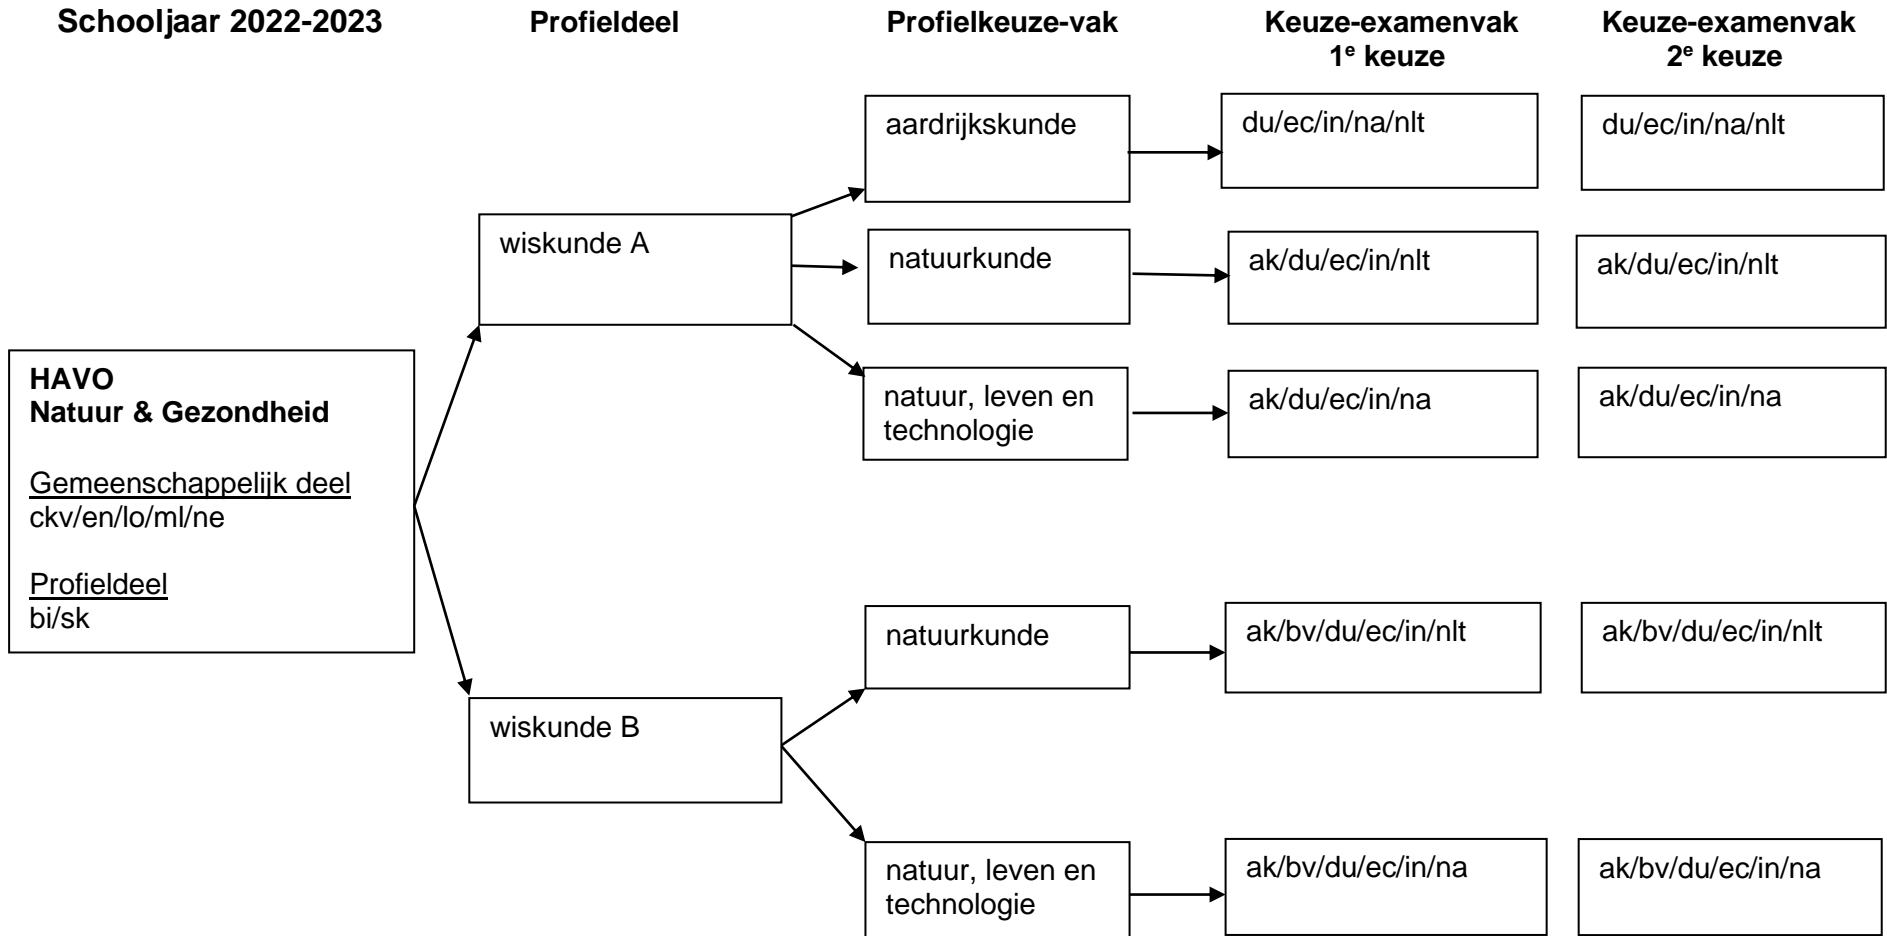 Schooljaar 2022-2023
Profieldeel
Profielkeuze-vak
Keuze-examenvak
1e keuze
Keuze-examenvak
2e keuze
HAVO
Natuur & Gezondheid
Gemeenschappelijk deel
ckv/en/lo/ml/ne
Profieldeel
bi/sk
wiskunde A
aardrijkskunde
du/ec/in/na/nlt
du/ec/in/na/nlt
natuurkunde
ak/du/ec/in/nlt
ak/du/ec/in/nlt
natuur, leven en
technologie
ak/du/ec/in/na
ak/du/ec/in/na
wiskunde B
natuurkunde
ak/bv/du/ec/in/nlt
ak/bv/du/ec/in/nlt
natuur, leven en
technologie
ak/bv/du/ec/in/na
ak/bv/du/ec/in/na